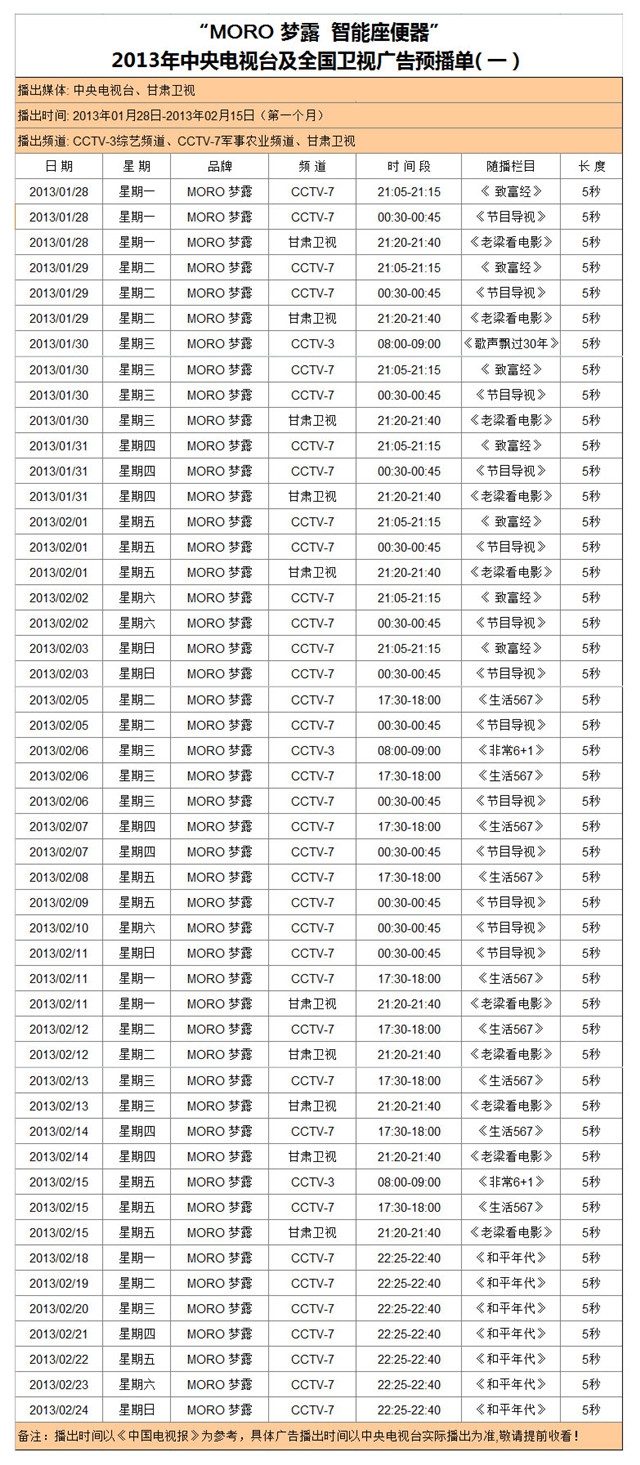 “MORO 梦露 智能座便器”
2013年中央电视台及全国卫视广告预播单(一)
播出媒体: 中央电视台、甘肃卫视
播出时间: 2013年01月28日-2013年02月15日（第一个月）
播出频道: CCTV-3综艺频道、CCTV-7军事农业频道、甘肃卫视
日期 星期 品牌 频道 时间段 随播栏目 长度
2013/01/28 星期一 MORO 梦露 CCTV-7 21:05-21:15 《 致富经》 5秒
2013/01/28 星期一 MORO 梦露 CCTV-7 00:30-00:45 《节目导视》 5秒
2013/01/28 星期一 MORO 梦露 甘肃卫视 21:20-21:40 《老梁看电影》 5秒
2013/01/29 星期二 MORO 梦露 CCTV-7 21:05-21:15 《 致富经》 5秒
2013/01/29 星期二 MORO 梦露 CCTV-7 00:30-00:45 《节目导视》 5秒
2013/01/29 星期二 MORO 梦露 甘肃卫视 21:20-21:40 《老梁看电影》 5秒
2013/01/30 星期三 MORO 梦露 CCTV-3 08:00-09:00 《歌声飘过30年》 5秒
2013/01/30 星期三 MORO 梦露 CCTV-7 21:05-21:15 《 致富经》 5秒
2013/01/30 星期三 MORO 梦露 CCTV-7 00:30-00:45 《节目导视》 5秒
2013/01/30 星期三 MORO 梦露 甘肃卫视 21:20-21:40 《老梁看电影》 5秒
2013/01/31 星期四 MORO 梦露 CCTV-7 21:05-21:15 《 致富经》 5秒
2013/01/31 星期四 MORO 梦露 CCTV-7 00:30-00:45 《节目导视》 5秒
2013/01/31 星期四 MORO 梦露 甘肃卫视 21:20-21:40 《老梁看电影》 5秒
2013/02/01 星期五 MORO 梦露 CCTV-7 21:05-21:15 《 致富经》 5秒
2013/02/01 星期五 MORO 梦露 CCTV-7 00:30-00:45 《节目导视》 5秒
2013/02/01 星期五 MORO 梦露 甘肃卫视 21:20-21:40 《老梁看电影》 5秒
2013/02/02 星期六 MORO 梦露 CCTV-7 21:05-21:15 《 致富经》 5秒
2013/02/02 星期六 MORO 梦露 CCTV-7 00:30-00:45 《节目导视》 5秒
2013/02/03 星期日 MORO 梦露 CCTV-7 21:05-21:15 《 致富经》 5秒
2013/02/03 星期日 MORO 梦露 CCTV-7 00:30-00:45 《节目导视》 5秒
2013/02/05 星期二 MORO 梦露 CCTV-7 17:30-18:00 《生活567》 5秒
2013/02/05 星期二 MORO 梦露 CCTV-7 00:30-00:45 《节目导视》 5秒
2013/02/06 星期三 MORO 梦露 CCTV-3 08:00-09:00 《非常6+1》 5秒
2013/02/06 星期三 MORO 梦露 CCTV-7 17:30-18:00 《生活567》 5秒
2013/02/06 星期三 MORO 梦露 CCTV-7 00:30-00:45 《节目导视》 5秒
2013/02/07 星期四 MORO 梦露 CCTV-7 17:30-18:00 《生活567》 5秒
2013/02/07 星期四 MORO 梦露 CCTV-7 00:30-00:45 《节目导视》 5秒
2013/02/08 星期五 MORO 梦露 CCTV-7 17:30-18:00 《生活567》 5秒
2013/02/09 星期五 MORO 梦露 CCTV-7 00:30-00:45 《节目导视》 5秒
2013/02/10 星期六 MORO 梦露 CCTV-7 00:30-00:45 《节目导视》 5秒
2013/02/11 星期日 MORO 梦露 CCTV-7 00:30-00:45 《节目导视》 5秒
2013/02/11 星期一 MORO 梦露 CCTV-7 17:30-18:00 《生活567》 5秒
2013/02/11 星期一 MORO 梦露 甘肃卫视 21:20-21:40 《老梁看电影》 5秒
2013/02/12 星期二 MORO 梦露 CCTV-7 17:30-18:00 《生活567》 5秒
2013/02/12 星期二 MORO 梦露 甘肃卫视 21:20-21:40 《老梁看电影》 5秒
2013/02/13 星期三 MORO 梦露 CCTV-7 17:30-18:00 《生活567》 5秒
2013/02/13 星期三 MORO 梦露 甘肃卫视 21:20-21:40 《老梁看电影》 5秒
2013/02/14 星期四 MORO 梦露 CCTV-7 17:30-18:00 《生活567》 5秒
2013/02/14 星期四 MORO 梦露 甘肃卫视 21:20-21:40 《老梁看电影》 5秒
2013/02/15 星期五 MORO 梦露 CCTV-3 08:00-09:00 《非常6+1》 5秒
2013/02/15 星期五 MORO 梦露 CCTV-7 17:30-18:00 《生活567》 5秒
2013/02/15 星期五 MORO 梦露 甘肃卫视 21:20-21:40 《老梁看电影》 5秒
2013/02/18 星期一 MORO 梦露 CCTV-7 22:25-22:40 《和平年代》 5秒
2013/02/19 星期二 MORO 梦露 CCTV-7 22:25-22:40 《和平年代》 5秒
2013/02/20 星期三 MORO 梦露 CCTV-7 22:25-22:40 《和平年代》 5秒
2013/02/21 星期四 MORO 梦露 CCTV-7 22:25-22:40 《和平年代》 5秒
2013/02/22 星期五 MORO 梦露 CCTV-7 22:25-22:40 《和平年代》 5秒
2013/02/23 星期六 MORO 梦露 CCTV-7 22:25-22:40 《和平年代》 5秒
2013/02/24 星期日 MORO 梦露 CCTV-7 22:25-22:40 《和平年代》 5秒
备注：播出时间以《中国电视报》为参考，具体广告播出时间以中央电视台实际播出为准,敬请提前收看！